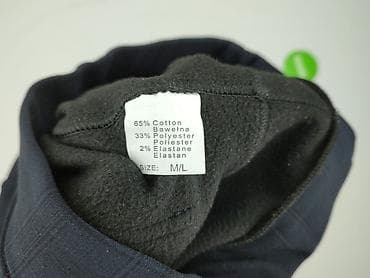 65% Cotton
Bawełna
33% Polyester
Poliester
2% Elastane
Elastan
SIZE: M/L